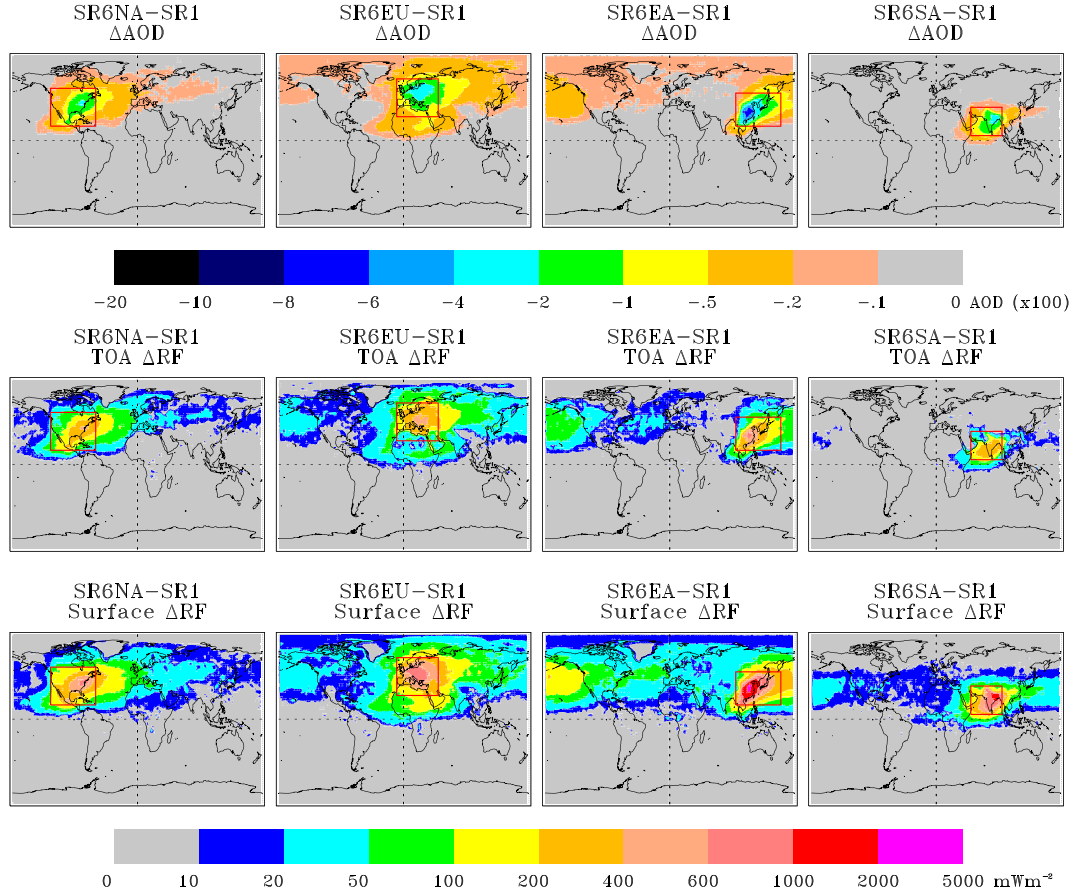 SR6NA−SR1 SR6EU−SR1 SR6EA−SR1 SR6SA−SR1
ΔAOD ΔAOD ΔAOD ΔAOD
−20 −10 −8 −6 −4 −2 −1 −.5 −.2 −.1 0 AOD (x100)
SR6NA−SR1 SR6EU−SR1 SR6EA−SR1 SR6SA−SR1
TOA ΔRF TOA ΔRF TOA ΔRF TOA ΔRF
SR6NA−SR1 SR6EU−SR1 SR6EA−SR1 SR6SA−SR1
Surface ΔRF Surface ΔRF Surface ΔRF Surface ΔRF
0 10 20 50 100 200 400 600 1000 2000 5000 mWm⁻²